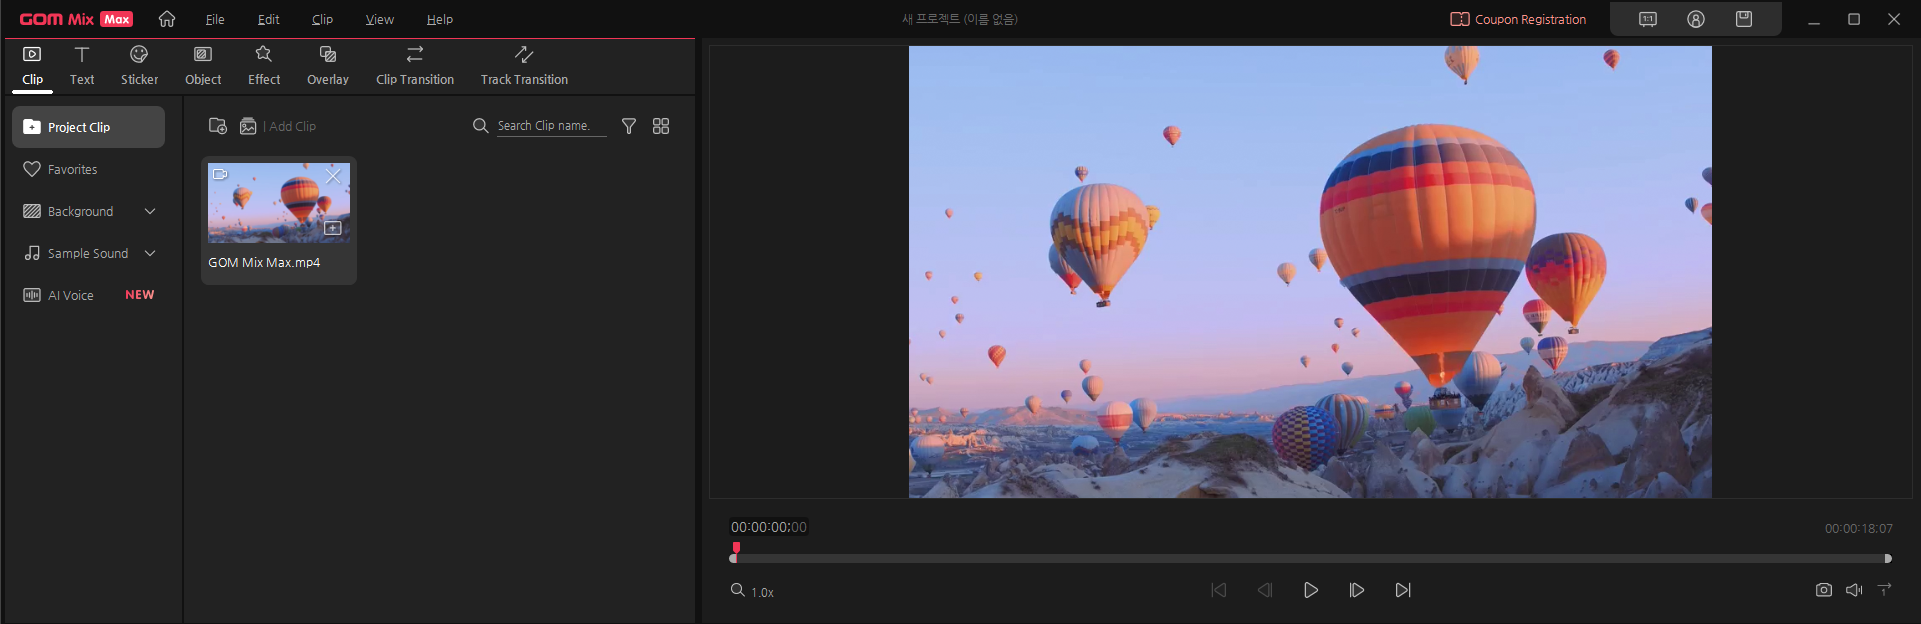 GOM Mix Max File Edit Clip View Help 새 프로젝트 (이름 없음) Coupon Registration 1:1
Clip Text Sticker Object Effect Overlay Clip Transition Track Transition
Project Clip
Favorites
Background
Sample Sound
AI Voice NEW
| Add Clip Search Clip name.
GOM Mix Max.mp4
00:00:00;00 00:00:18:07
1.0x
1